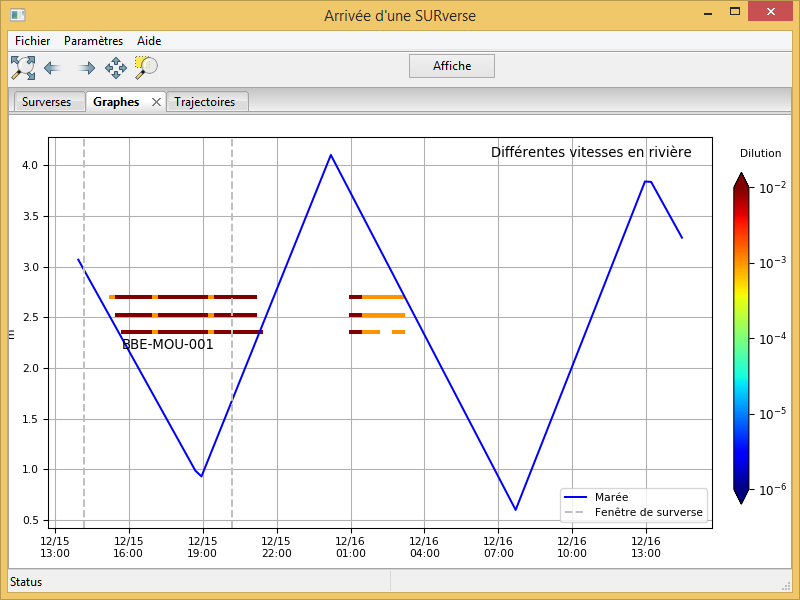 Arrivée d'une SURverse
Fichier Paramètres Aide
Affiche
Surverses Graphes Trajectoires
Différentes vitesses en rivière
Dilution
4.0
3.5
3.0
2.5
2.0
1.5
1.0
0.5
m
BBE-MOU-001
10⁻²
10⁻³
10⁻⁴
10⁻⁵
10⁻⁶
Marée
Fenêtre de surverse
12/15 12/15 12/15 12/15 12/16 12/16 12/16 12/16 12/16
13:00 16:00 19:00 22:00 01:00 04:00 07:00 10:00 13:00
Status